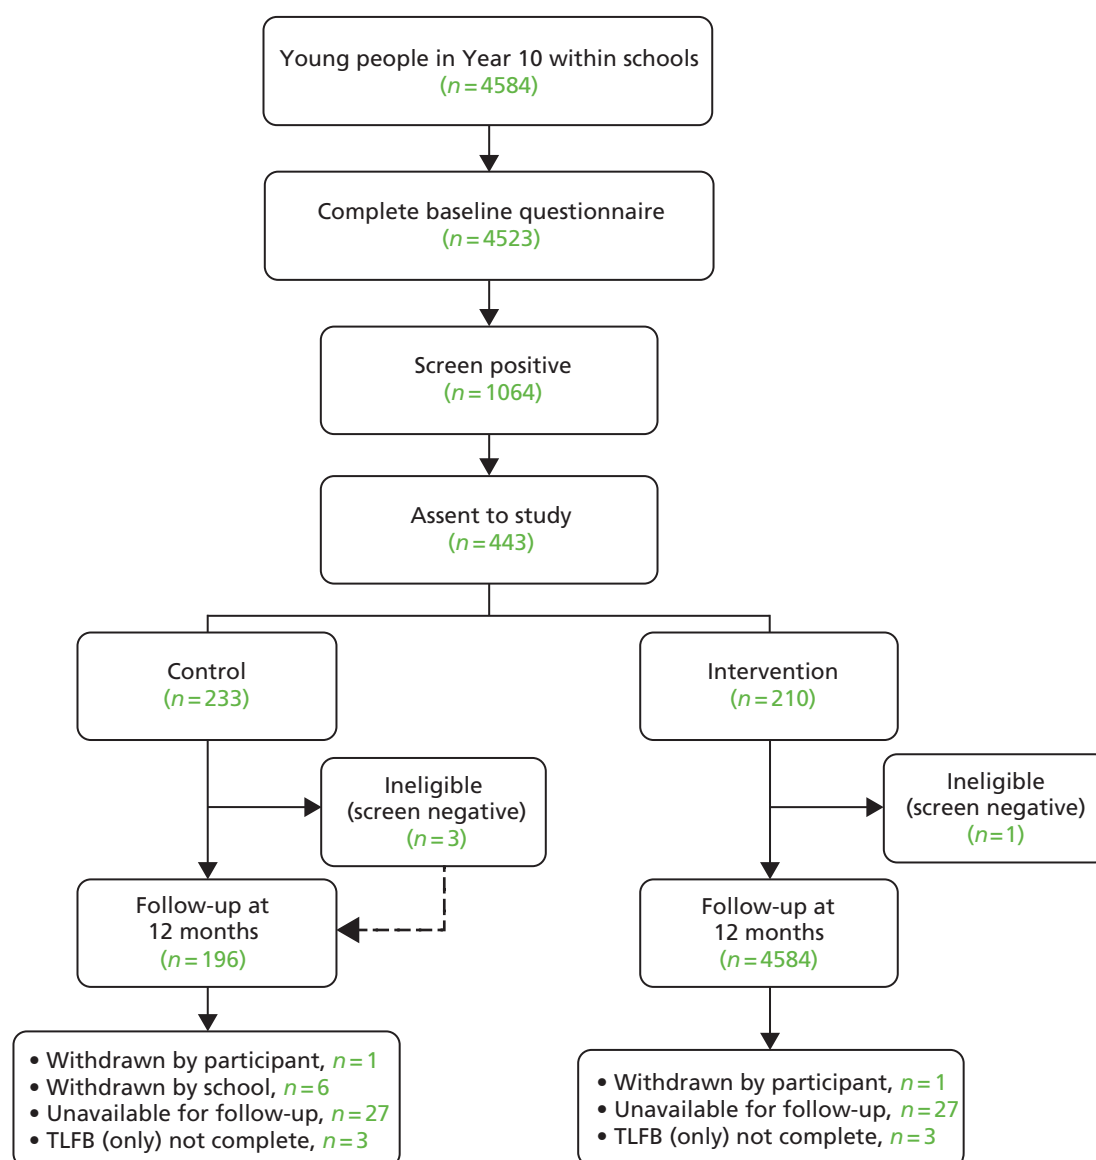 Young people in Year 10 within schools
(n=4584)
Complete baseline questionnaire
(n=4523)
Screen positive
(n=1064)
Assent to study
(n=443)
Control
(n=233)
Intervention
(n=210)
Ineligible
(screen negative)
(n=3)
Ineligible
(screen negative)
(n=1)
Follow-up at
12 months
(n=196)
Follow-up at
12 months
(n=4584)
• Withdrawn by participant, n=1
• Withdrawn by school, n=6
• Unavailable for follow-up, n=27
• TLFB (only) not complete, n=3
• Withdrawn by participant, n=1
• Unavailable for follow-up, n=27
• TLFB (only) not complete, n=3